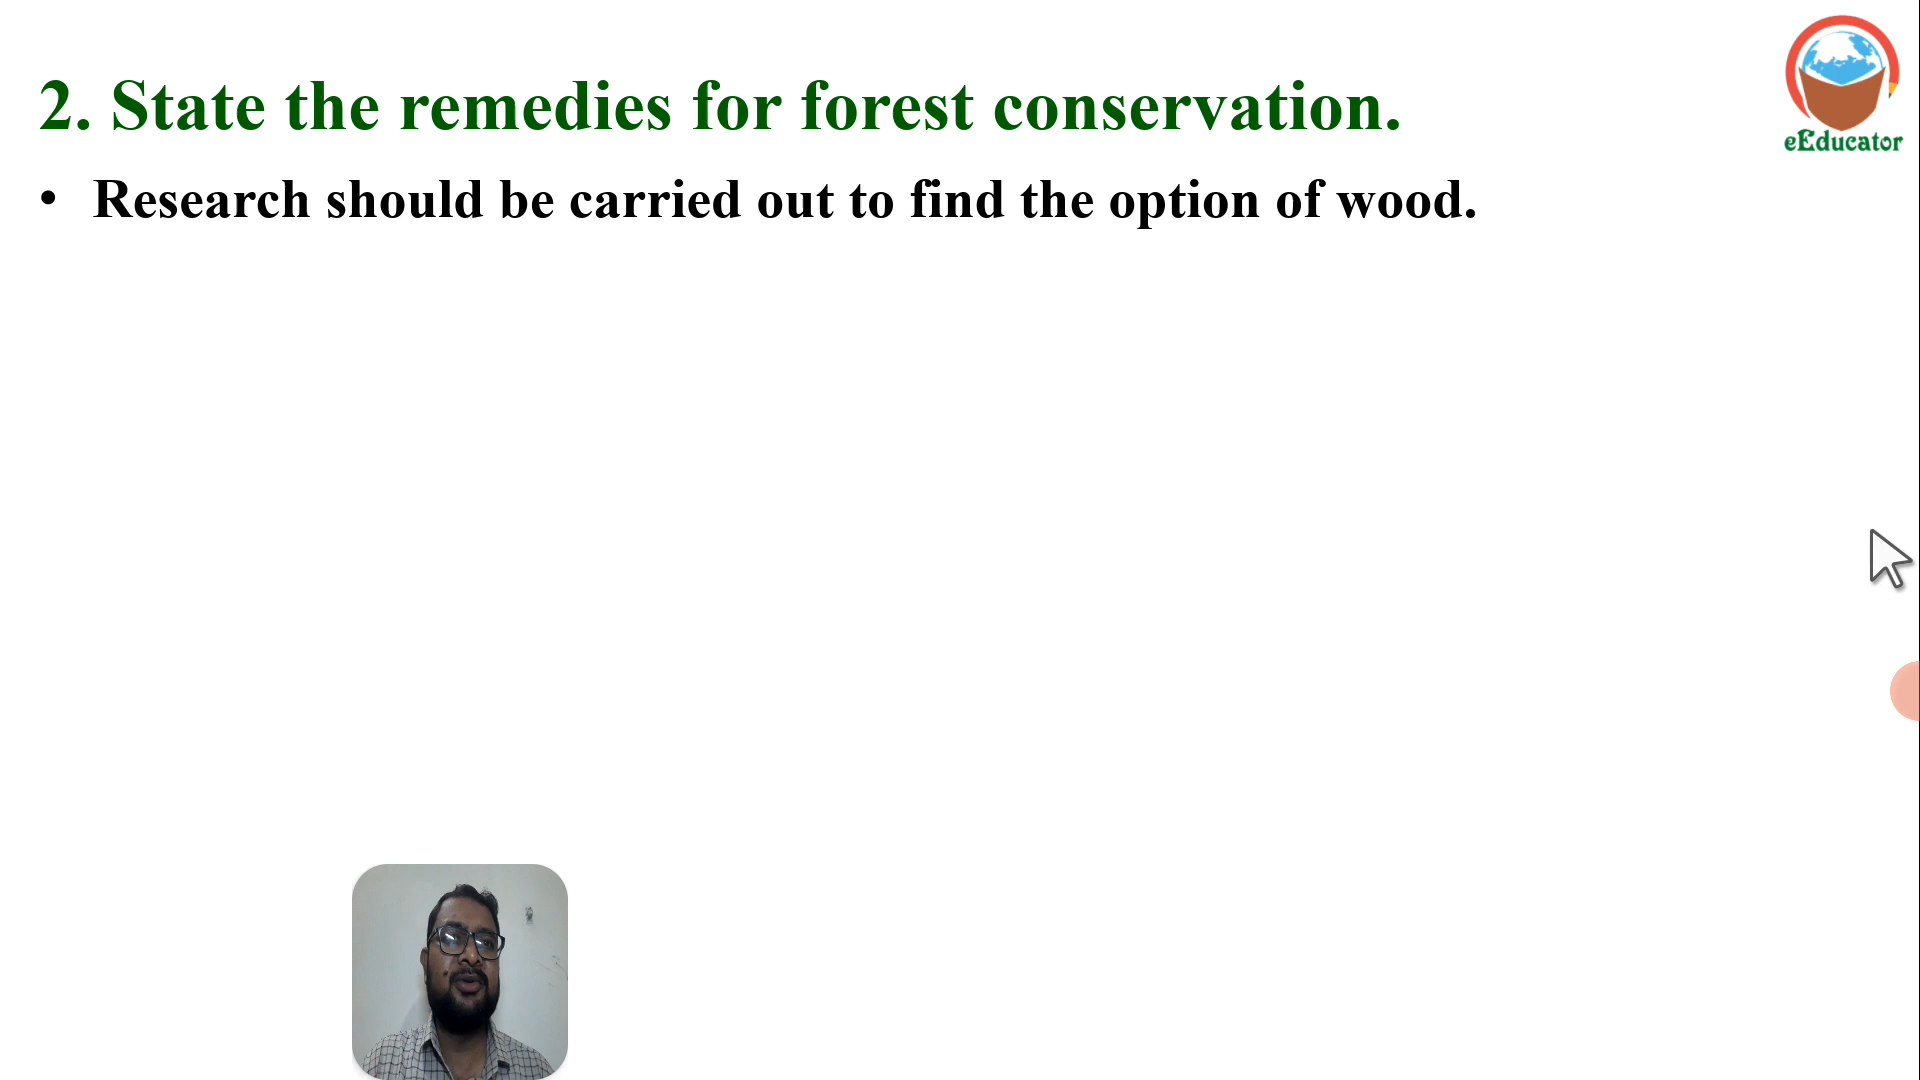 2. State the remedies for forest conservation.
• Research should be carried out to find the option of wood.
eEducator